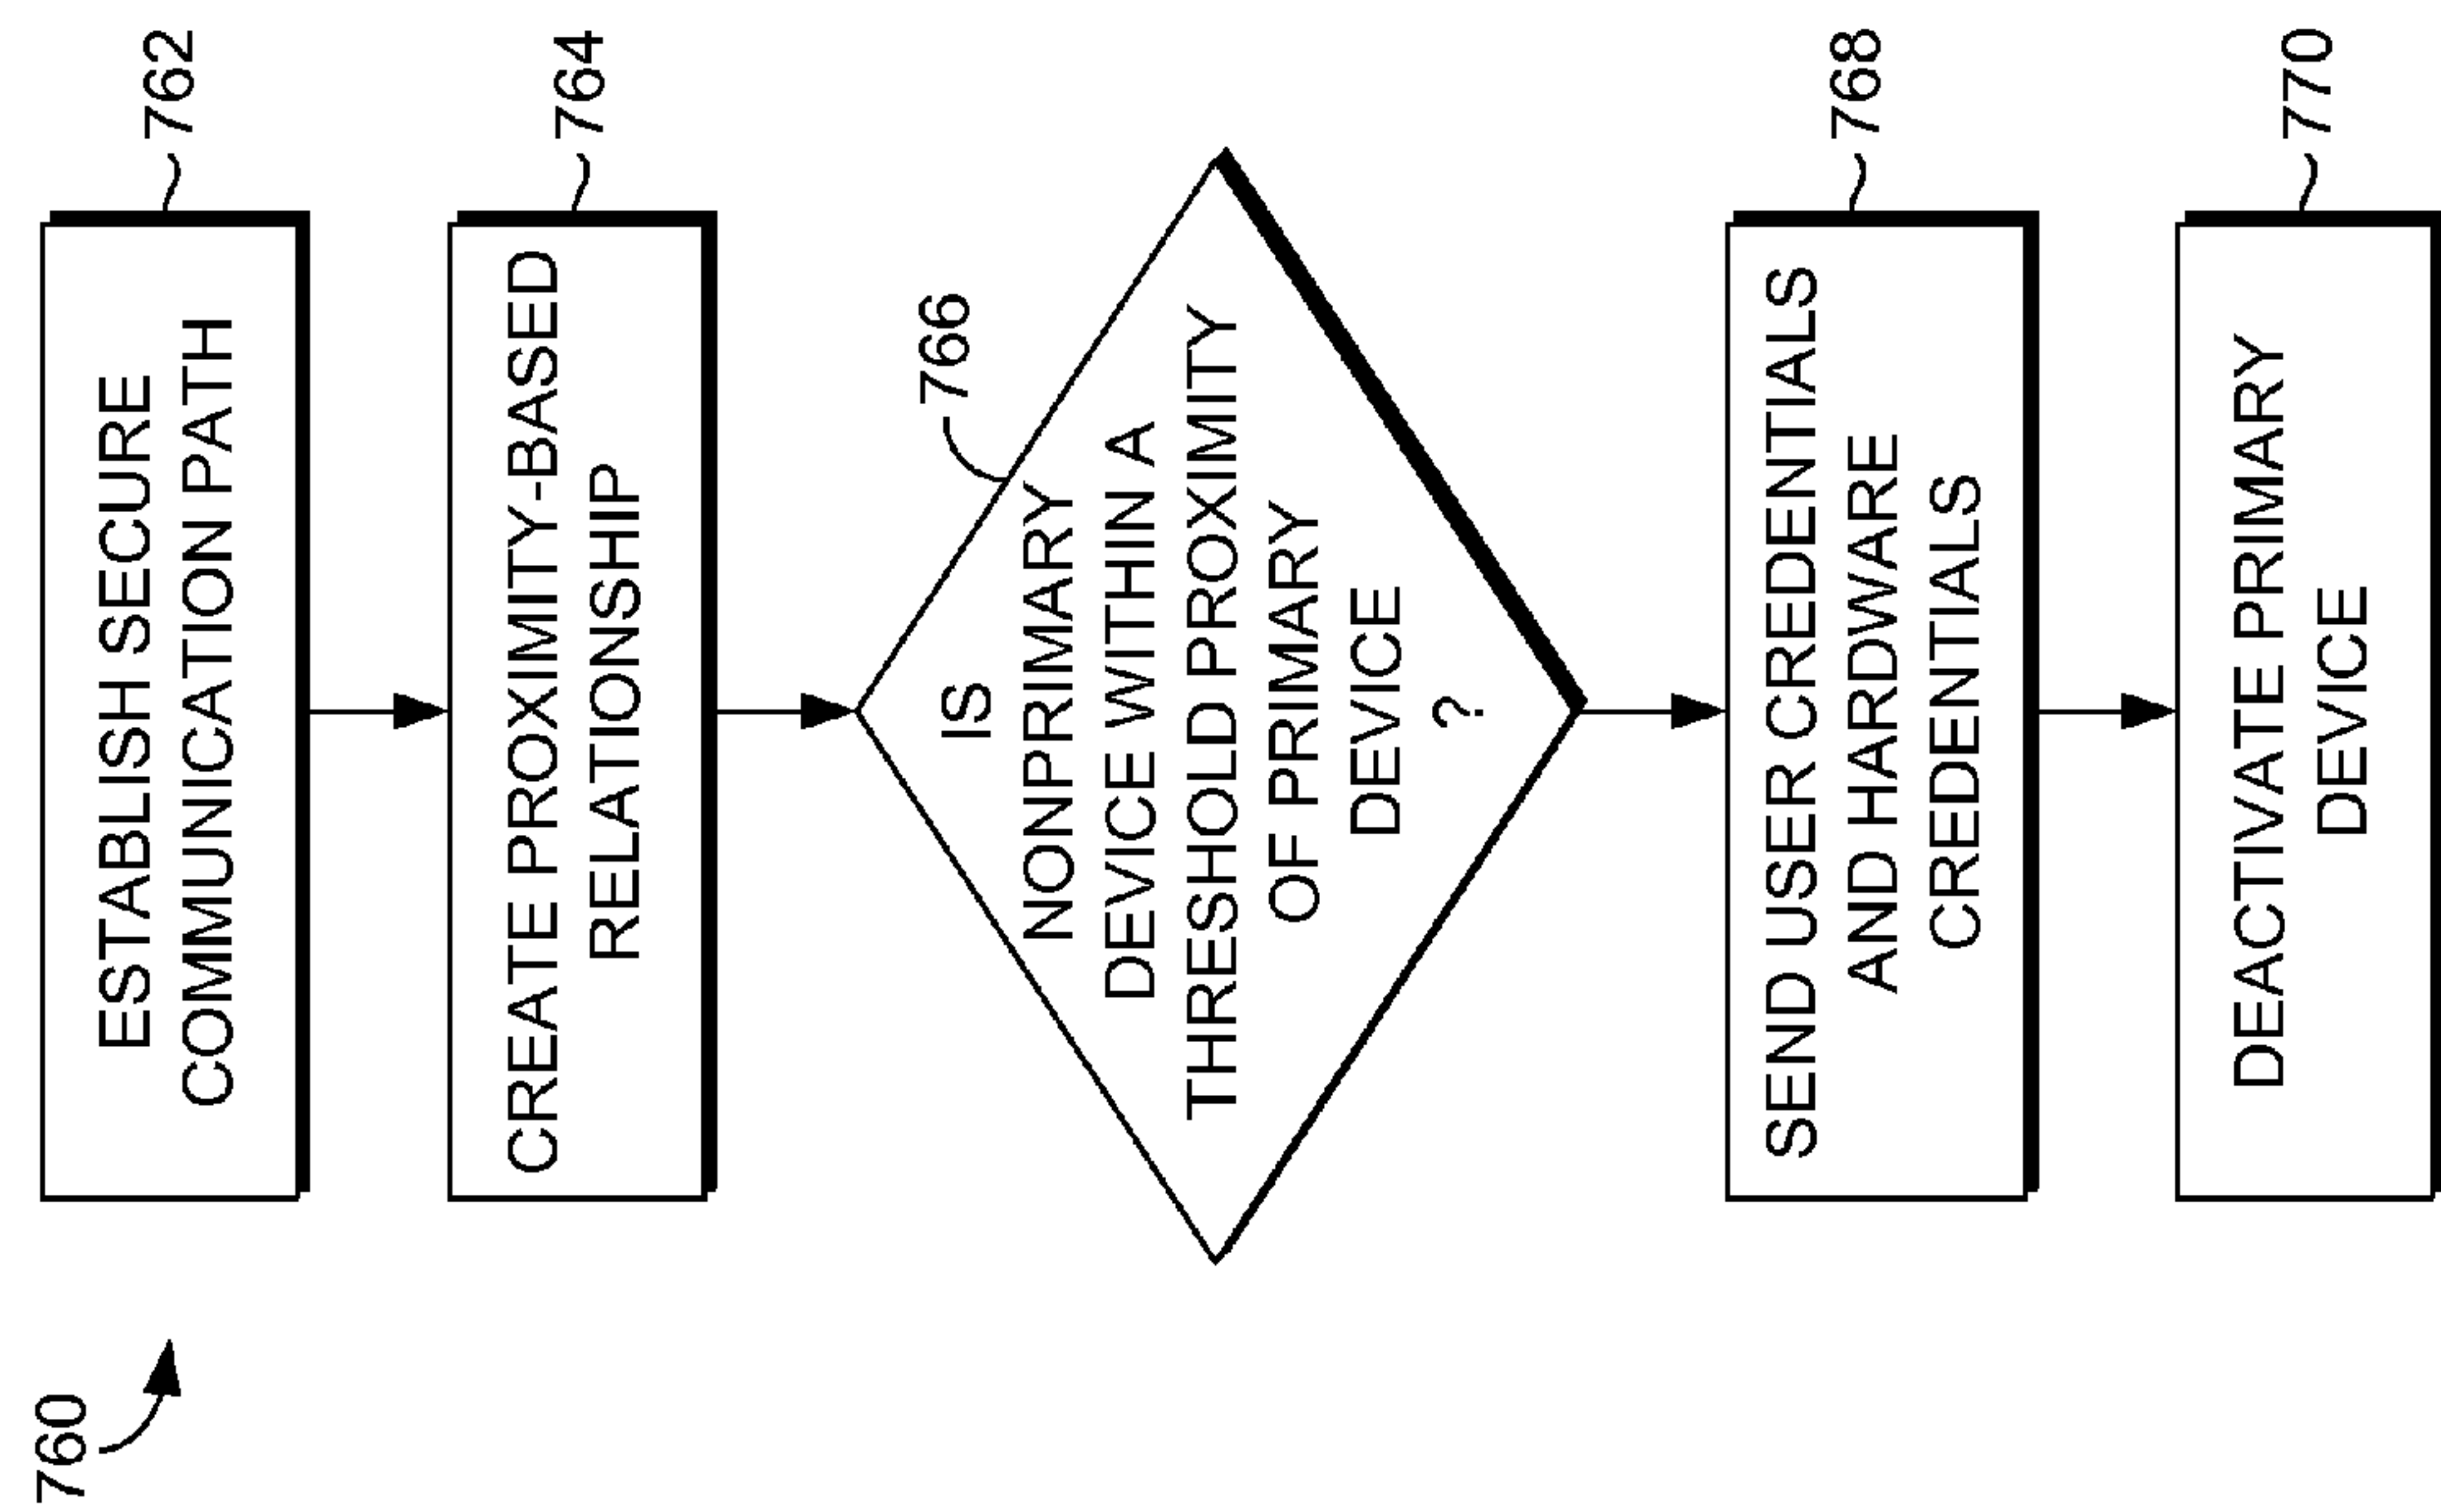 760
ESTABLISH SECURE
COMMUNICATION PATH
762
CREATE PROXIMITY-BASED
RELATIONSHIP
764
766
IS
NONPRIMARY
DEVICE WITHIN A
THRESHOLD PROXIMITY
OF PRIMARY
DEVICE
?
SEND USER CREDENTIALS
AND HARDWARE
CREDENTIALS
768
DEACTIVATE PRIMARY
DEVICE
770